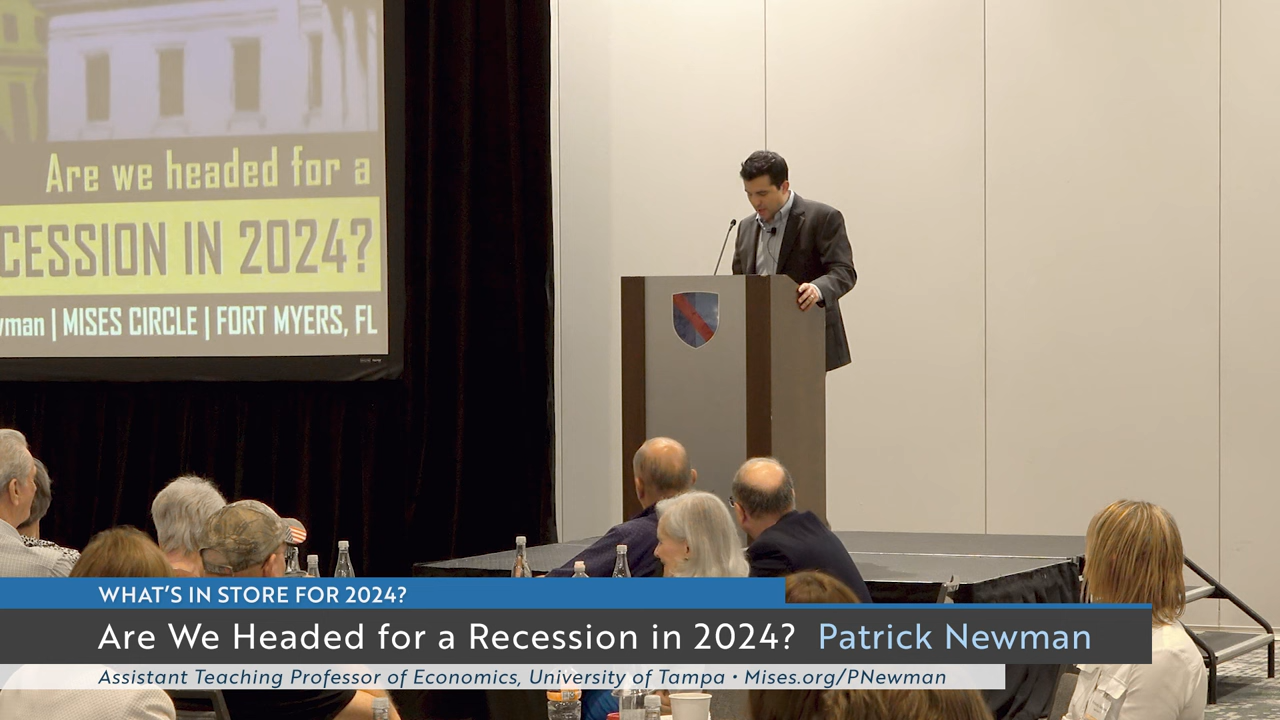 Are we headed for a
CESSION IN 2024?
wman | MISES CIRCLE | FORT MYERS, FL
WHAT'S IN STORE FOR 2024?
Are We Headed for a Recession in 2024? Patrick Newman
Assistant Teaching Professor of Economics, University of Tampa • Mises.org/PNewman